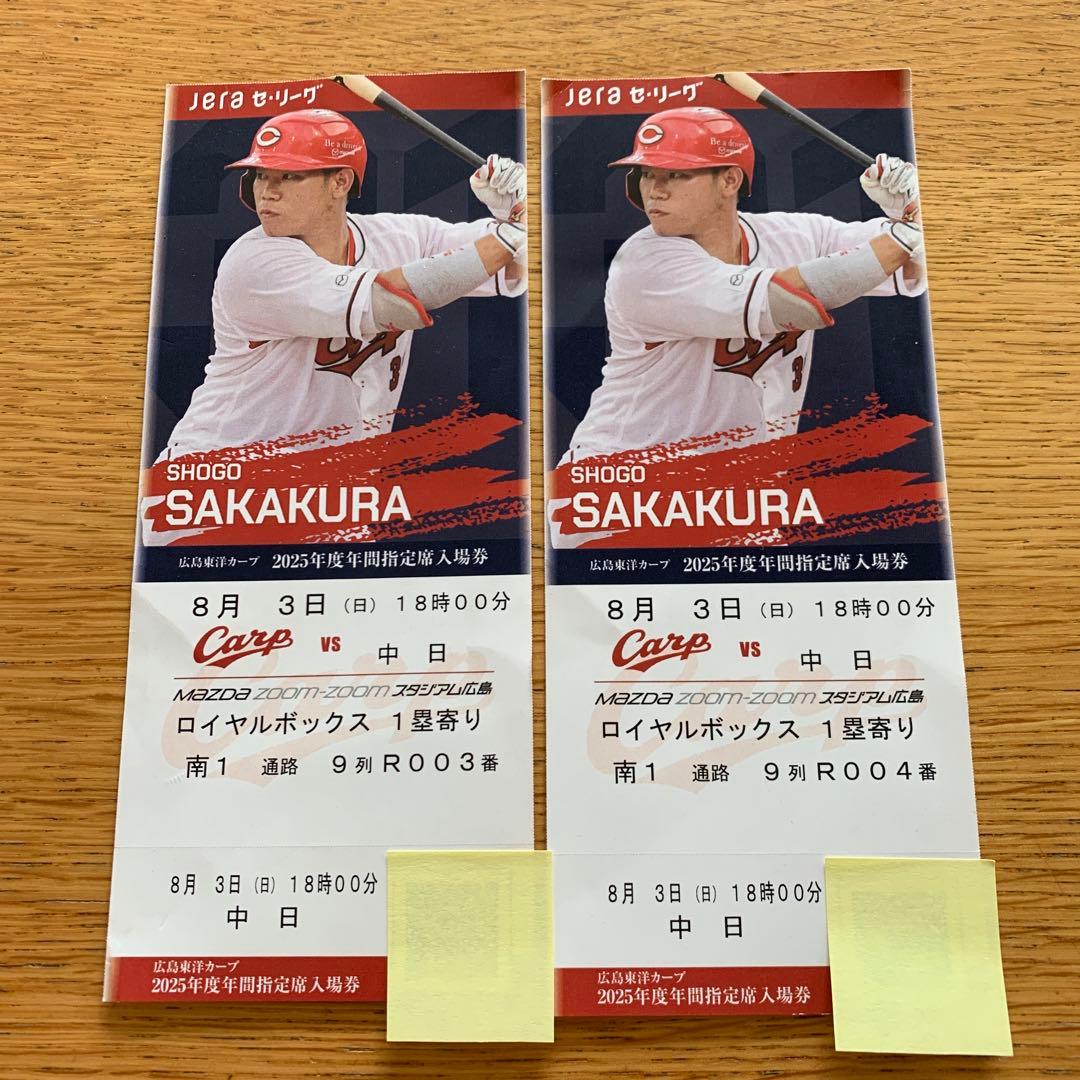 Jera セ・リーグ
C
Be a driver.
Carp
3
SHOGO
SAKAKURA
広島東洋カープ 2025年度年間指定席入場券
8月 3日(日) 18時00分
Carp vs 中日
mazDa zoom-zoom スタジアム広島
ロイヤルボックス 1塁寄り
南1 通路 9列R003番
8月 3日(日) 18時00分
中日
広島東洋カープ
2025年度年間指定席入場券
Jera セ・リーグ
C
Be a driver.
Carp
3
SHOGO
SAKAKURA
広島東洋カープ 2025年度年間指定席入場券
8月 3日(日) 18時00分
Carp vs 中日
mazDa zoom-zoom スタジアム広島
ロイヤルボックス 1塁寄り
南1 通路 9列R004番
8月 3日(日) 18時00分
中日
広島東洋カープ
2025年度年間指定席入場券